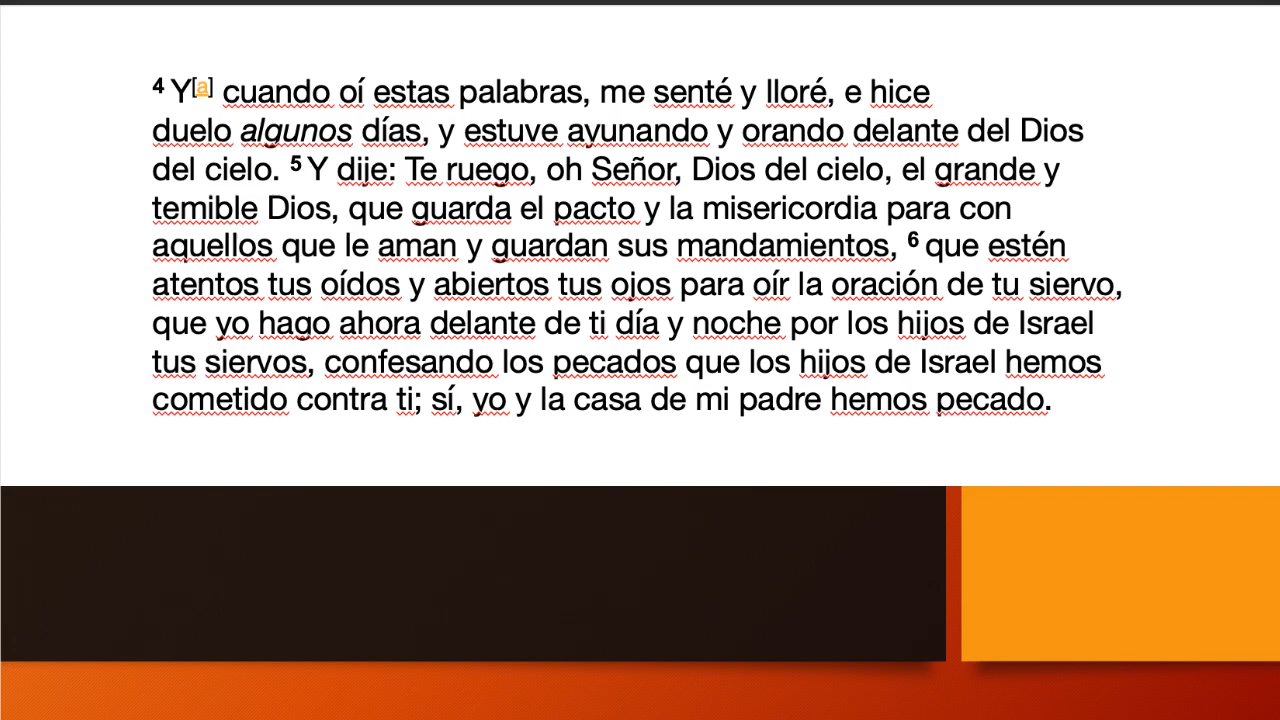 4 Y[a] cuando oí estas palabras, me senté y lloré, e hice
duelo algunos días, y estuve ayunando y orando delante del Dios
del cielo. 5 Y dije: Te ruego, oh Señor, Dios del cielo, el grande y
temible Dios, que guarda el pacto y la misericordia para con
aquellos que le aman y guardan sus mandamientos, 6 que estén
atentos tus oídos y abiertos tus ojos para oír la oración de tu siervo,
que yo hago ahora delante de ti día y noche por los hijos de Israel
tus siervos, confesando los pecados que los hijos de Israel hemos
cometido contra ti; sí, yo y la casa de mi padre hemos pecado.